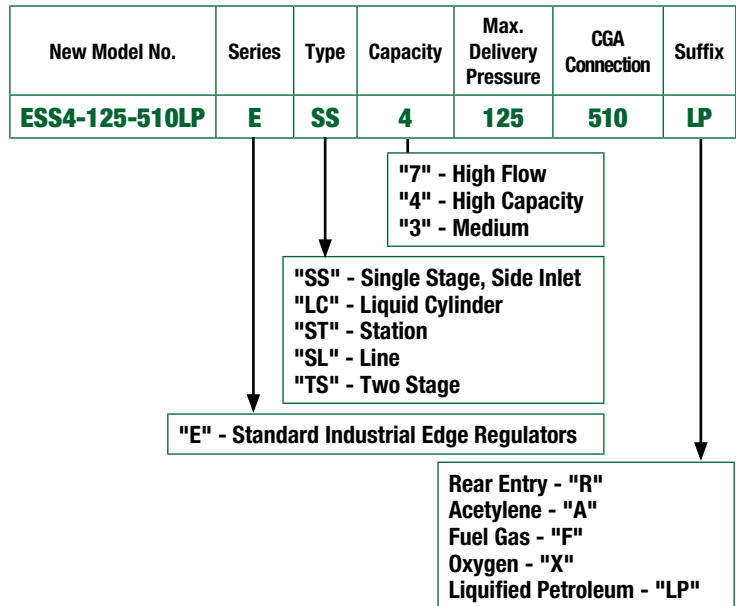 New Model No. Series Type Capacity Max. Delivery Pressure CGA Connection Suffix
ESS4-125-510LP E SS 4 125 510 LP
"7" - High Flow
"4" - High Capacity
"3" - Medium
"SS" - Single Stage, Side Inlet
"LC" - Liquid Cylinder
"ST" - Station
"SL" - Line
"TS" - Two Stage
"E" - Standard Industrial Edge Regulators
Rear Entry - "R"
Acetylene - "A"
Fuel Gas - "F"
Oxygen - "X"
Liquified Petroleum - "LP"